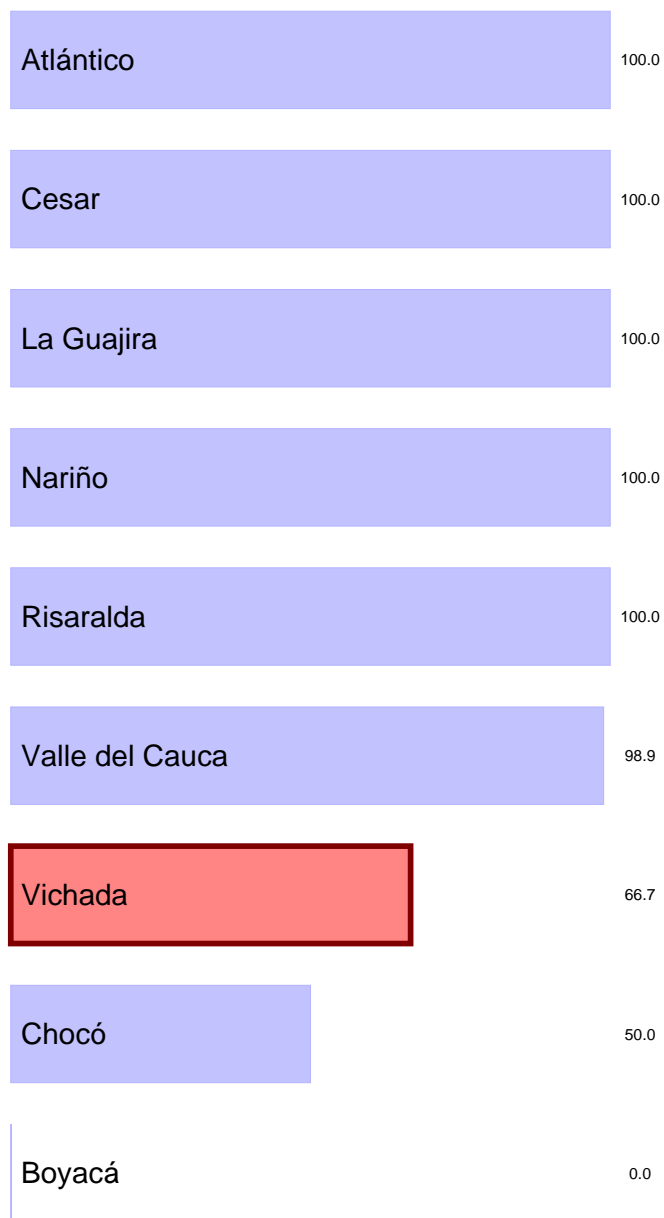 Atlántico 100.0
Cesar 100.0
La Guajira 100.0
Nariño 100.0
Risaralda 100.0
Valle del Cauca 98.9
Vichada 66.7
Chocó 50.0
Boyacá 0.0